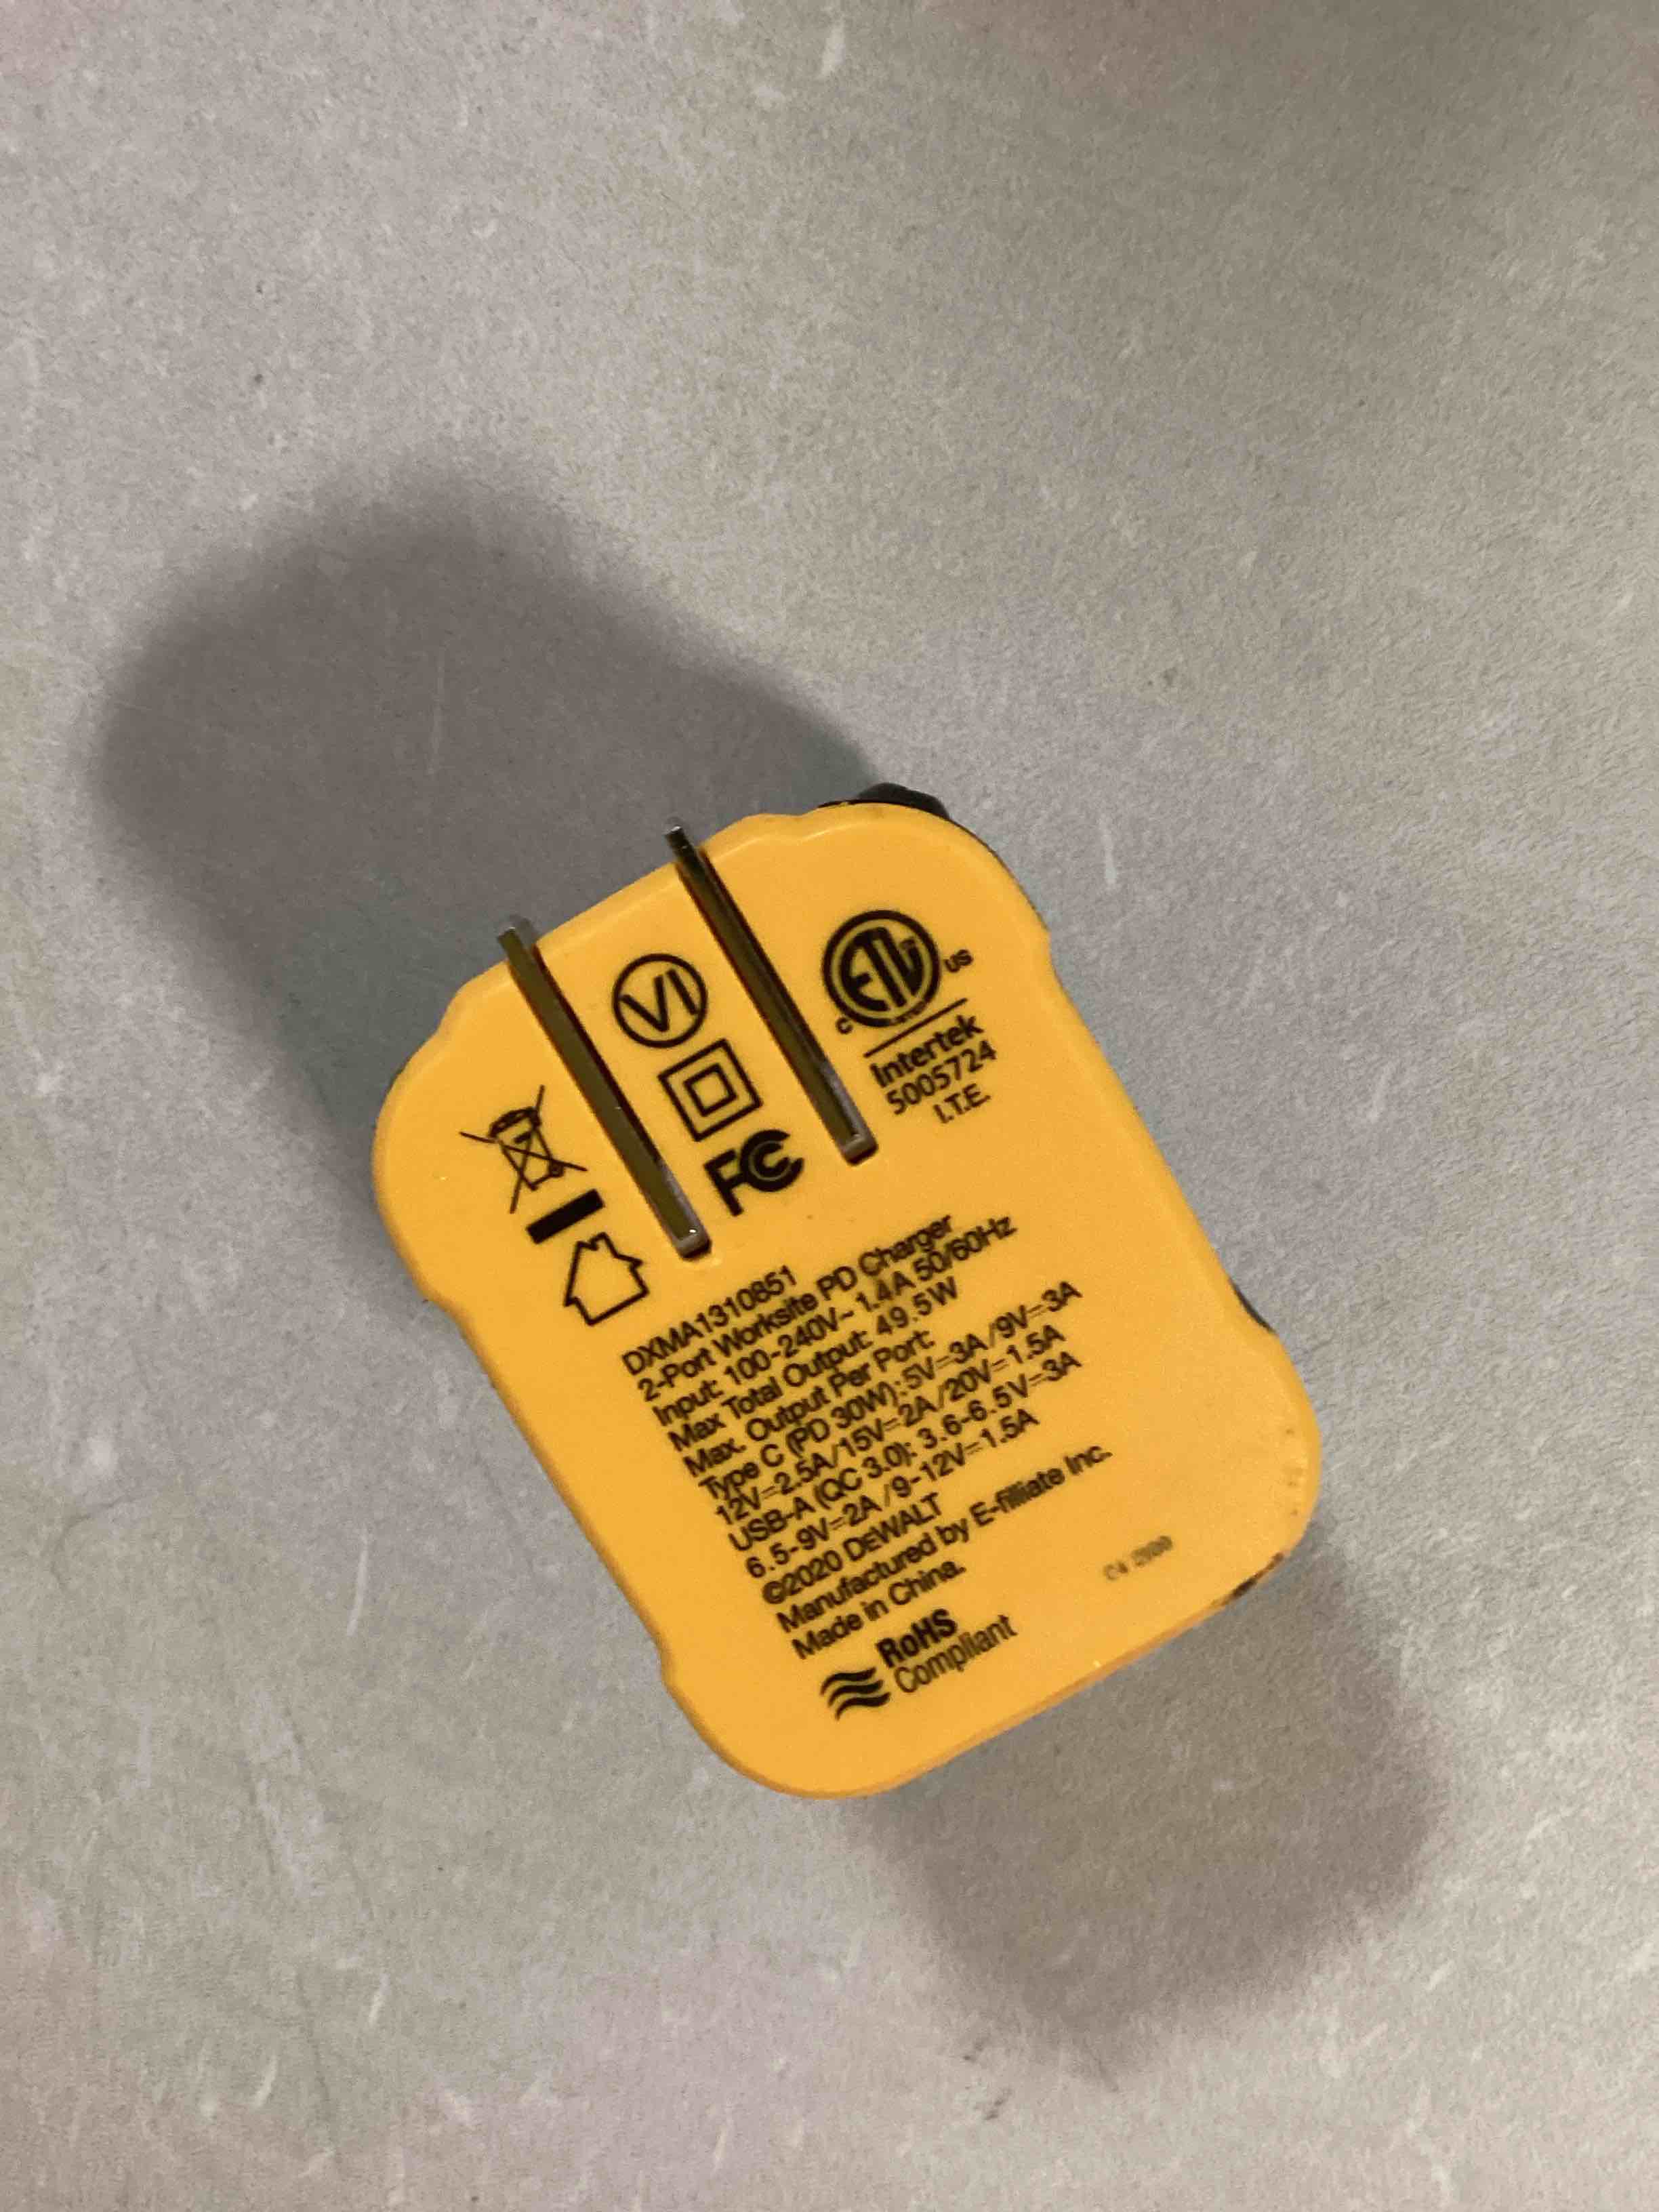 VI
FC
ETL
C
US
Intertek
5005724
I.T.E.
DXMA1310851
2-Port Worksite PD Charger
Input: 100-240V~ 1.4A 50/60Hz
Max Total Output: 49.5W
Max. Output Per Port:
Type C (PD 30W): 5V⎓3A/9V⎓3A
12V⎓2.5A/15V⎓2A/20V⎓1.5A
USB-A (QC 3.0): 3.6-6.5V⎓3A
6.5-9V⎓2A/9-12V⎓1.5A
©2020 DEWALT
Manufactured by E-filliate Inc.
Made in China.
RoHS
Compliant